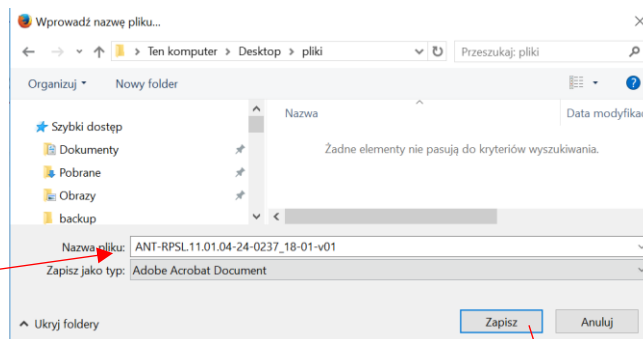 Wprowadź nazwę pliku...
Ten komputer > Desktop > pliki
Przeszukaj: pliki
Organizuj
Nowy folder
Nazwa
Data modyfikac
Szybki dostęp
Dokumenty
Pobrane
Obrazy
backup
Żadne elementy nie pasują do kryteriów wyszukiwania.
Nazwa pliku: ANT-RPSL.11.01.04-24-0237_18-01-v01
Zapisz jako typ: Adobe Acrobat Document
Ukryj foldery
Zapisz
Anuluj